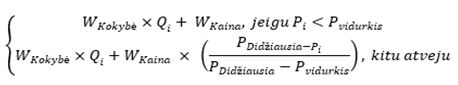 W_Kokybė × Q_i + W_Kaina, jeigu P_i < P_vidurkis
W_Kokybė × Q_i + W_Kaina × (P_Didžiausia−P_i / P_Didžiausia − P_vidurkis), kitu atveju